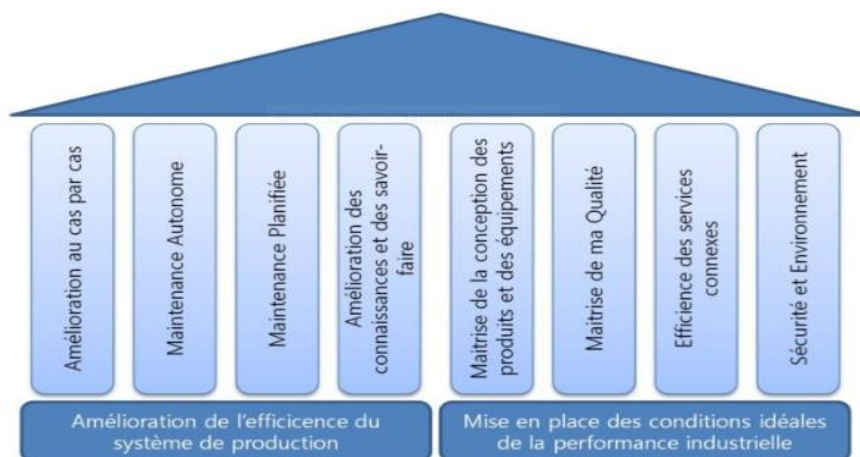 Amélioration au cas par cas
Maintenance Autonome
Maintenance Planifiée
Amélioration des
connaissances et des savoir-
faire
Maitrise de la conception des
produits et des équipements
Maitrise de ma Qualité
Efficience des services
connexes
Sécurité et Environnement
Amélioration de l'efficicence du
système de production
Mise en place des conditions idéales
de la performance industrielle